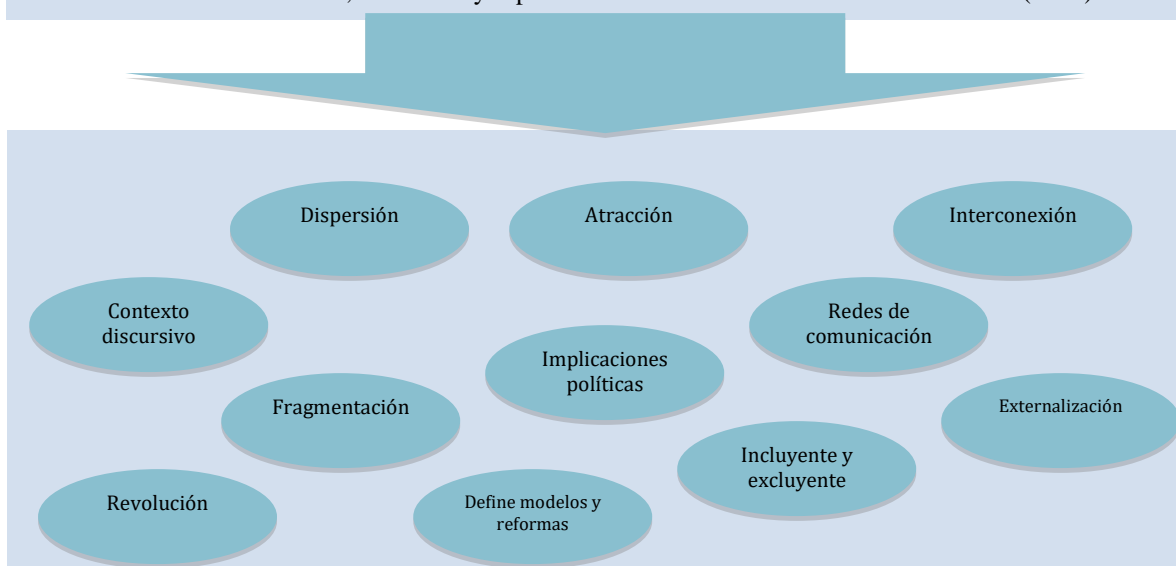 Dispersión
Atracción
Interconexión
Contexto
discursivo
Redes de
comunicación
Implicaciones
políticas
Fragmentación
Externalización
Incluyente y
excluyente
Revolución
Define modelos y
reformas